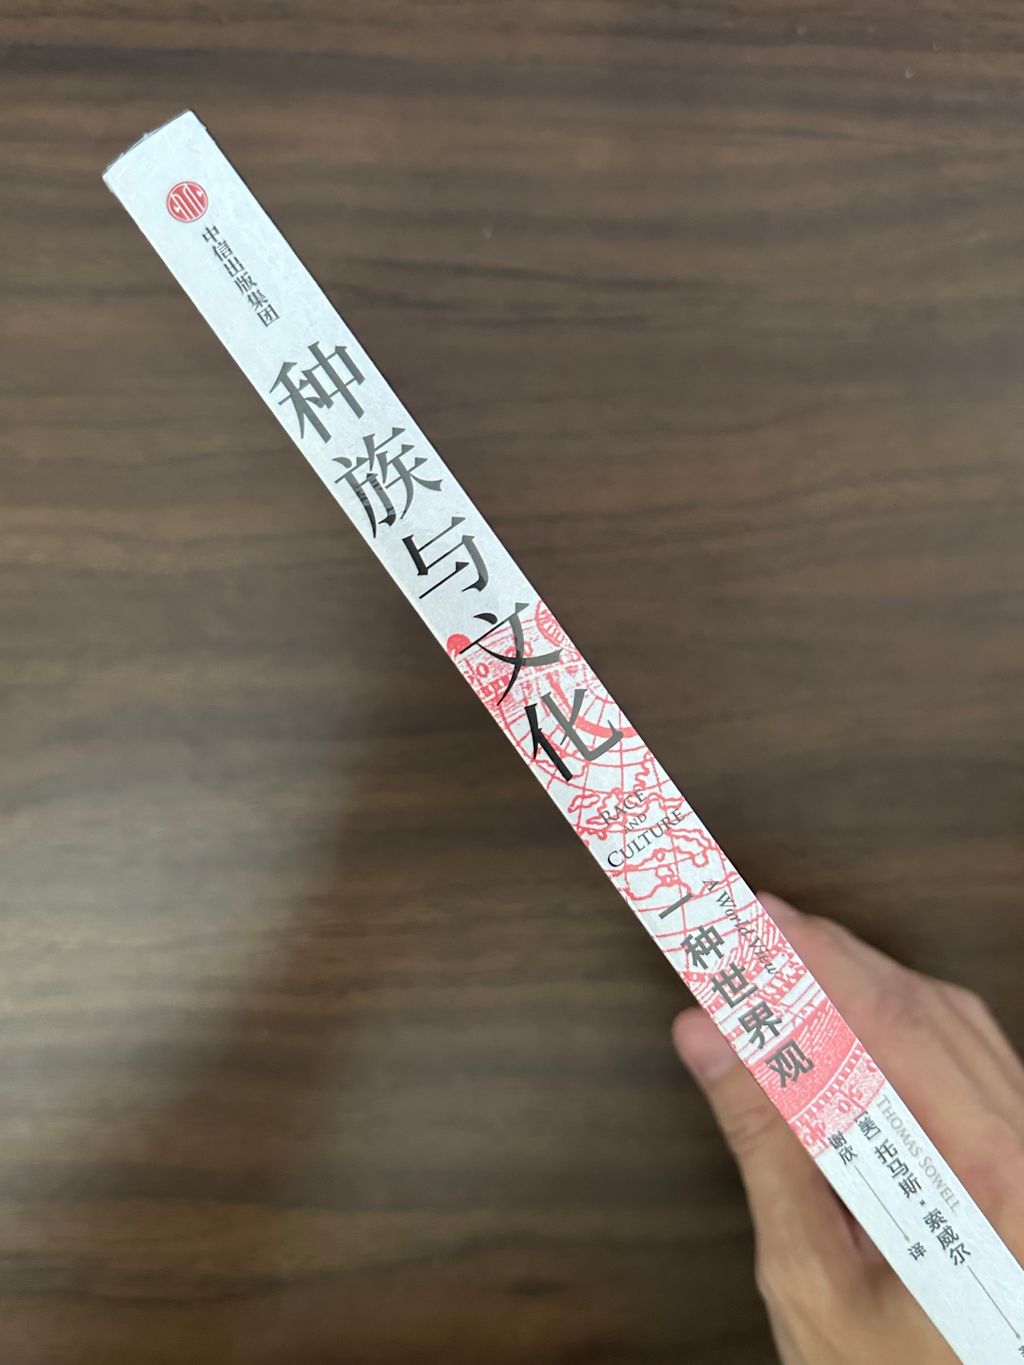 中信出版集团
种族与文化
RACE
AND
CULTURE
一种世界观
A World View
THOMAS SOWELL
[美] 托马斯·索威尔
谢欣 译